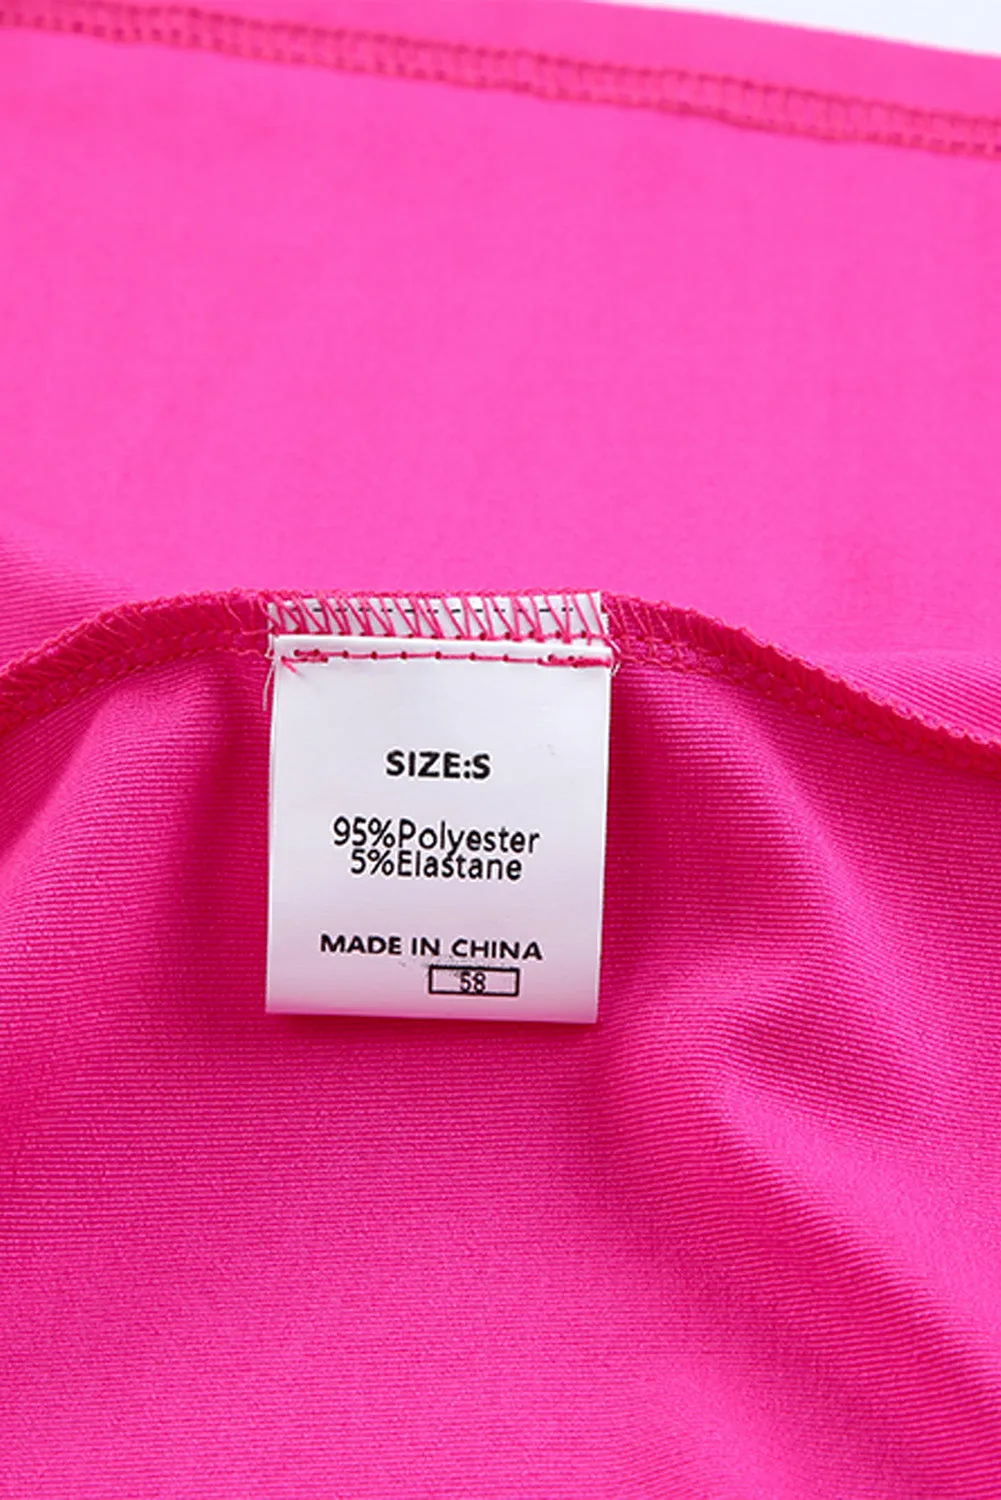 SIZE:S
95%Polyester
5%Elastane
MADE IN CHINA
58